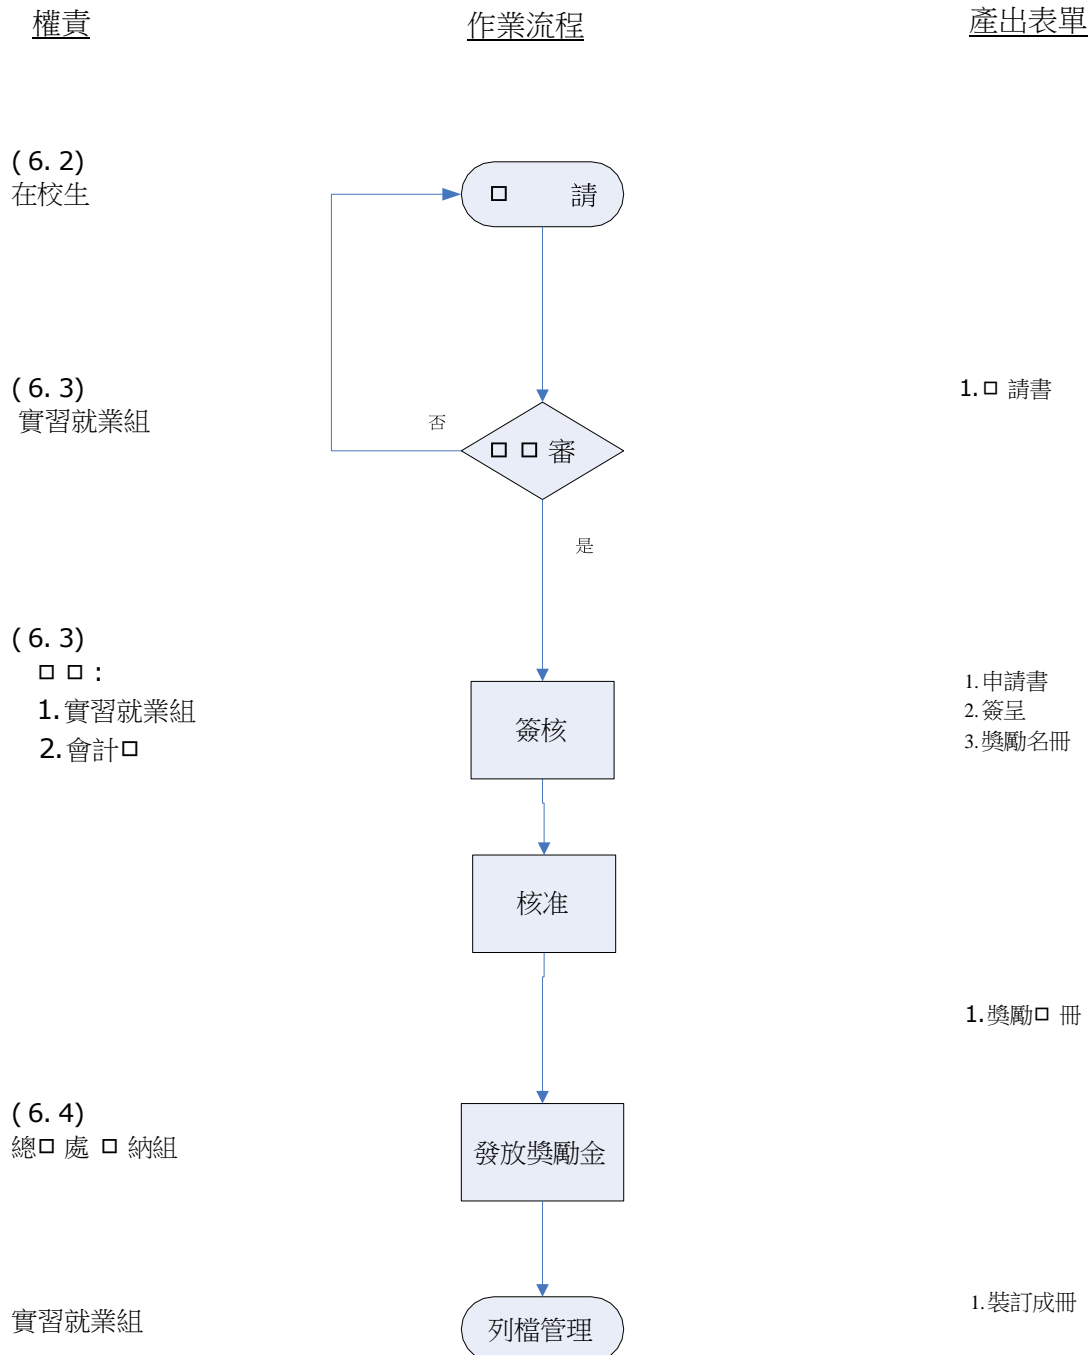 權責 作業流程 產出表單
(6.2)
在校生
□ 請
(6.3)
實習就業組
否
□ □ 審
1.□ 請書
是
(6.3)
□ □ :
1.實習就業組
2.會計□
簽核
1.申請書
2.簽呈
3.獎勵名冊
核准
1.獎勵□ 冊
(6.4)
總□ 處 □ 納組
發放獎勵金
實習就業組
列檔管理
1.裝訂成冊